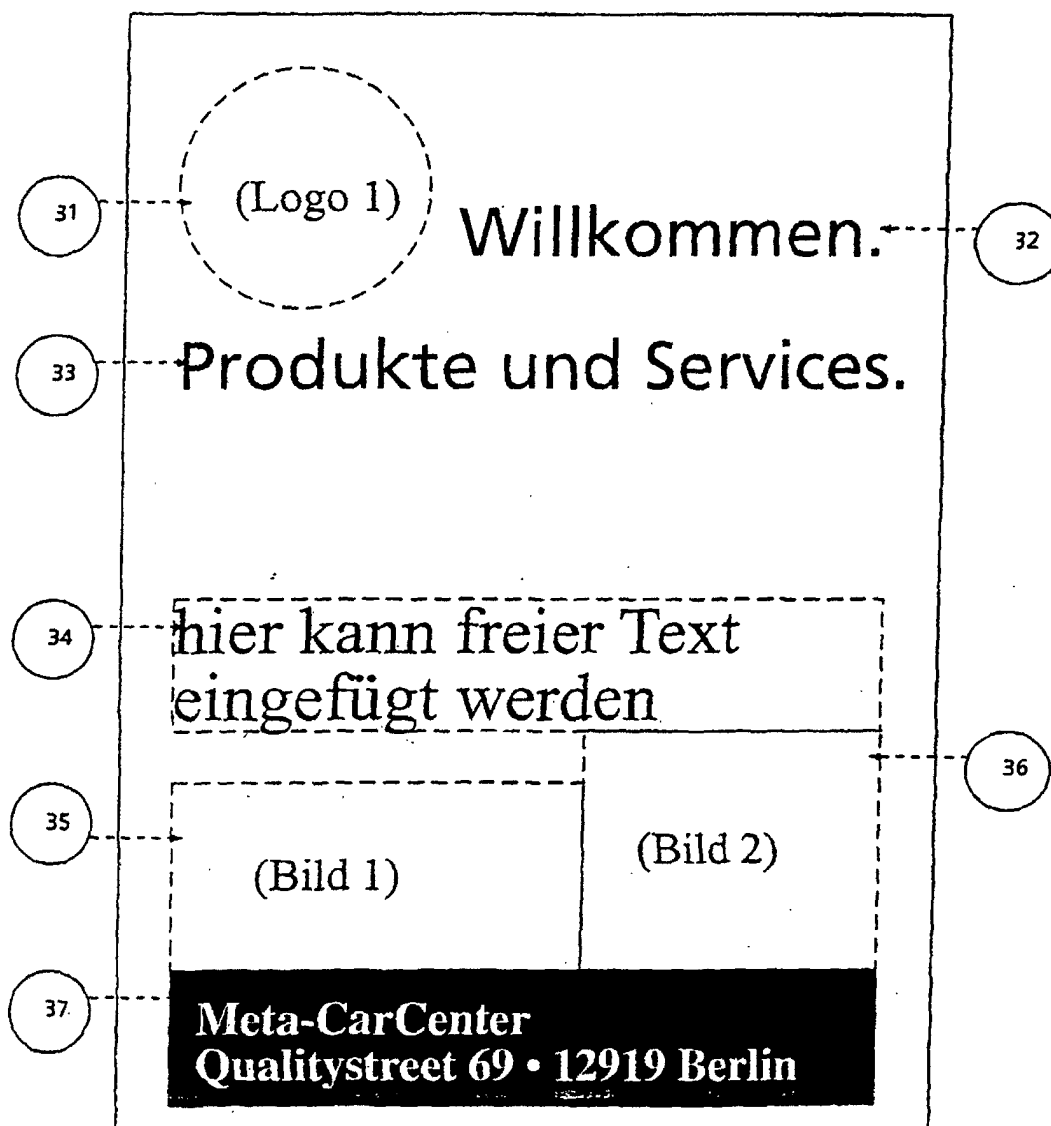 31
(Logo 1)
Willkommen.
32
33
Produkte und Services.
34
hier kann freier Text
eingefügt werden
35
36
(Bild 1)
(Bild 2)
37
Meta-CarCenter
Qualitystreet 69 • 12919 Berlin